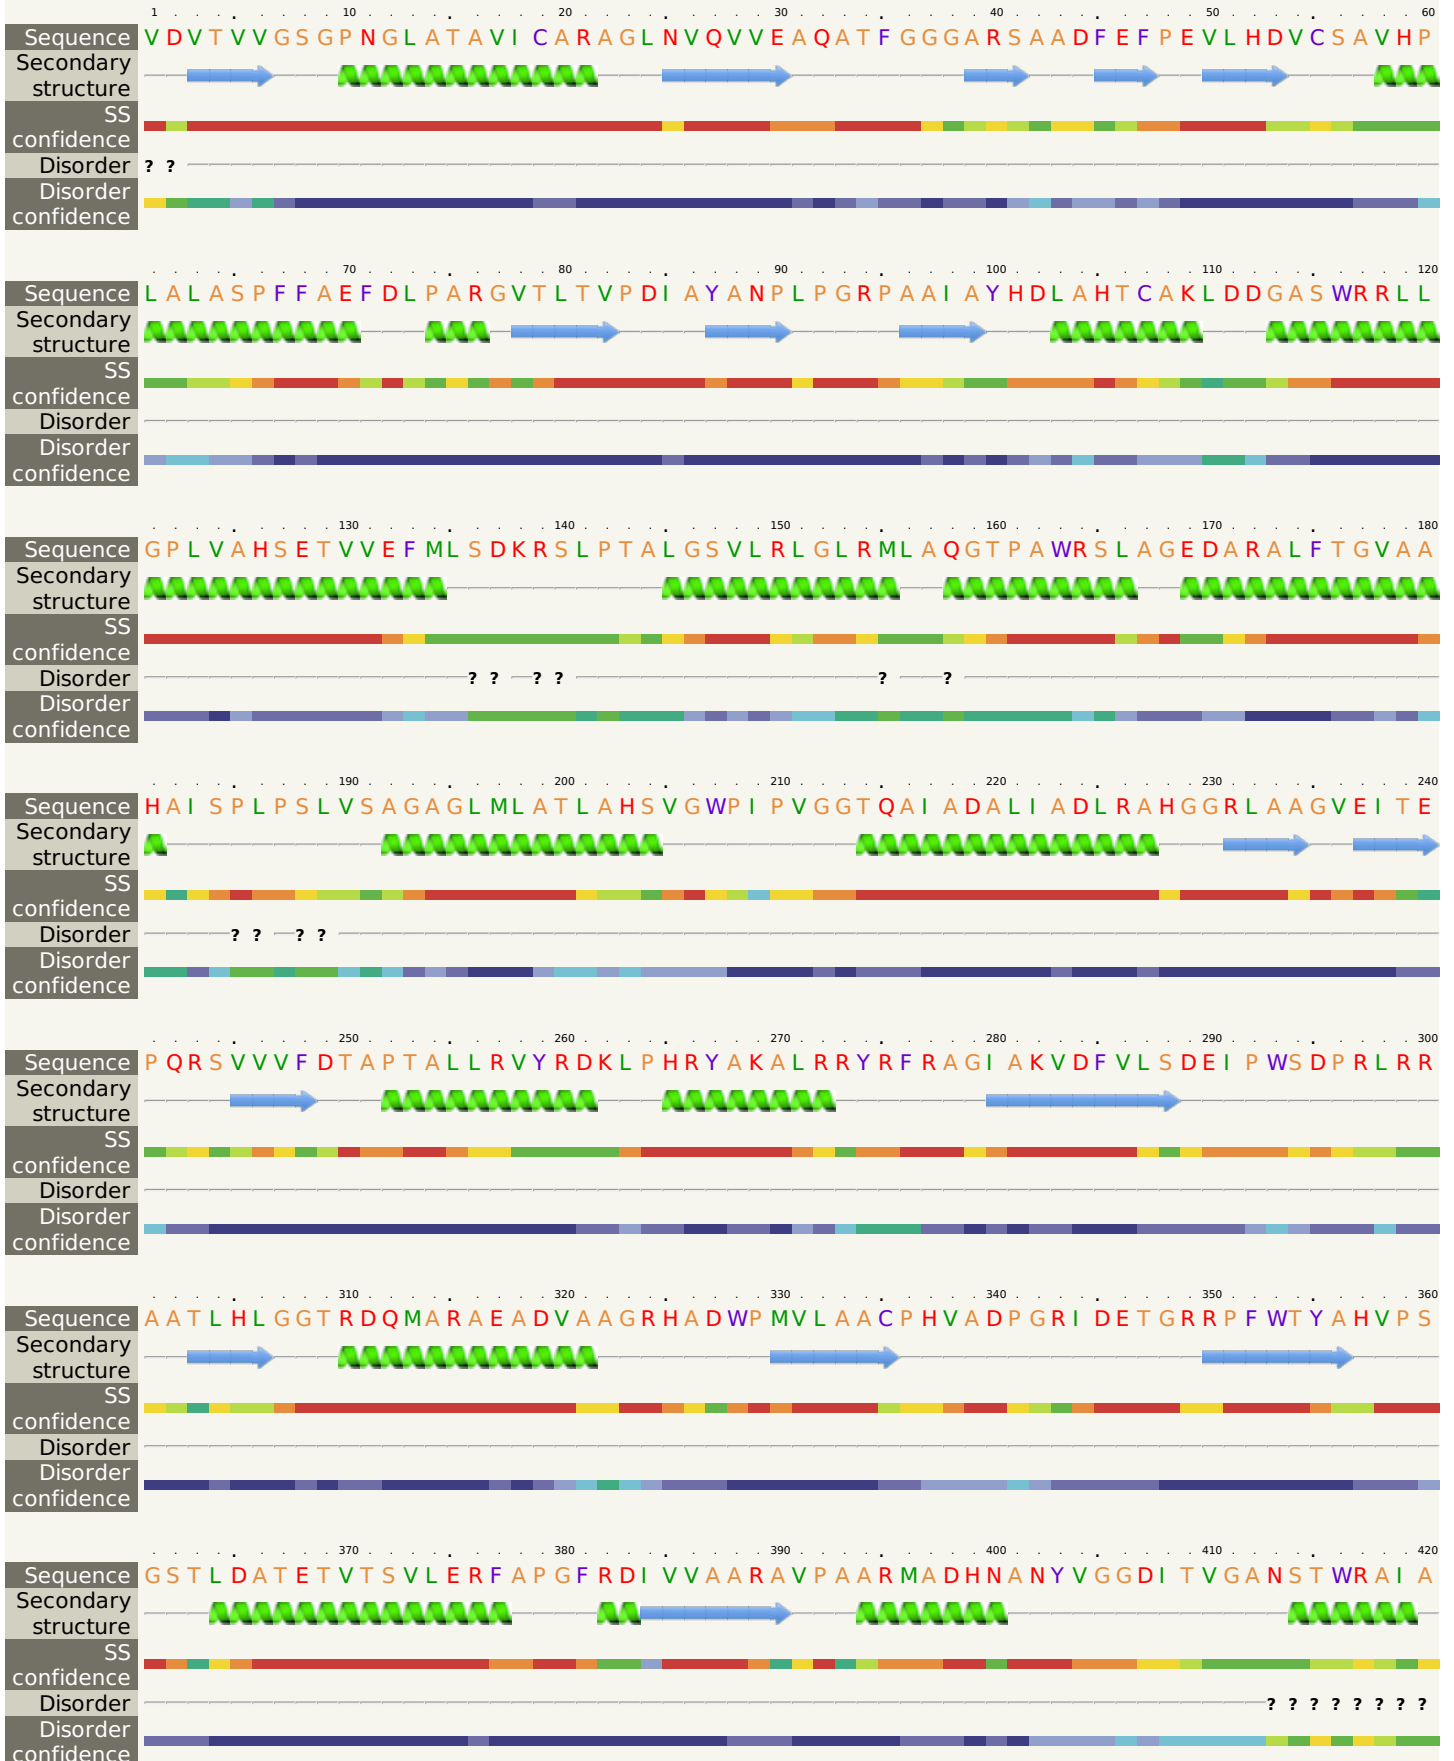 1 10 20 30 40 50 60
Sequence VDVTVVGSGPNGLATAVICARAGLNVQVVEAQATFGGGARSAADFEFPEVLHDVCSAVHP
Secondary
structure
SS
confidence
Disorder ? ?
Disorder
confidence
70 80 90 100 110 120
Sequence LALASPFFAEFDLPARGVTLTVPDIAYANPLPGRPAAIAYHDLAHTCAKLDDGASWRRLL
Secondary
structure
SS
confidence
Disorder
Disorder
confidence
130 140 150 160 170 180
Sequence GPLVAHSETVVEFMLSDKRSLPTALGSVLRLGLRMLAQGTPAWRSLAGEDARALFTGVAA
Secondary
structure
SS
confidence
Disorder ? ? ? ? ? ?
Disorder
confidence
190 200 210 220 230 240
Sequence HAISPLPSLVSAGAGLMLATLAHSVGWPIPVGGTQAIADALIADLRAHGGRLAAGVEITE
Secondary
structure
SS
confidence
Disorder ? ? ? ?
Disorder
confidence
250 260 270 280 290 300
Sequence PQRSVVVFDTAPTALLRVYRDKLPHRYAKALRRYRFRAGIAKVDFVLSDEIPWSDPRLRR
Secondary
structure
SS
confidence
Disorder
Disorder
confidence
310 320 330 340 350 360
Sequence AATLHLGGTRDQMARAEADVAAGRHADWPMVLAACPHVADPGRIDETGRRPFWTYAHVPS
Secondary
structure
SS
confidence
Disorder
Disorder
confidence
370 380 390 400 410 420
Sequence GSTLDATETVTSVLERFAPGFRDIVVAARAVPAARMADHNANYVGGDITVGANSTWRAIA
Secondary
structure
SS
confidence
Disorder ? ? ? ? ? ? ? ?
Disorder
confidence